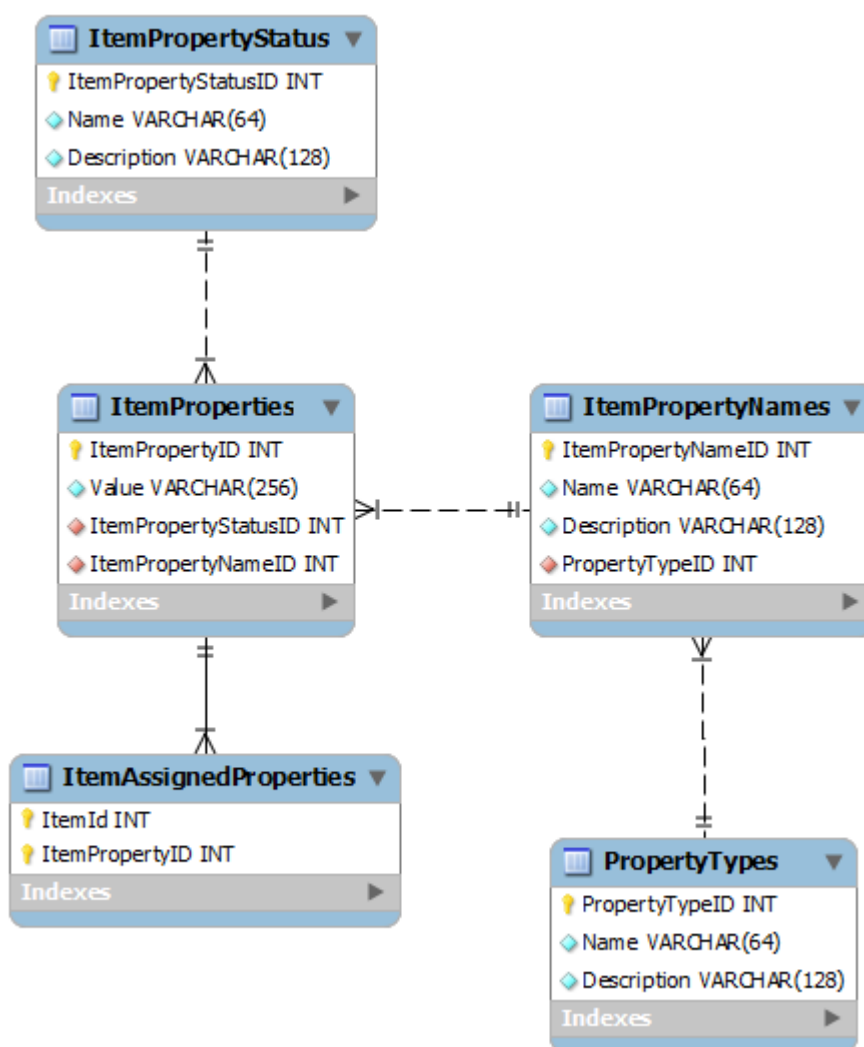 ItemPropertyStatus
ItemPropertyStatusID INT
Name VARCHAR(64)
Description VARCHAR(128)
Indexes
ItemProperties
ItemPropertyID INT
Value VARCHAR(256)
ItemPropertyStatusID INT
ItemPropertyNameID INT
Indexes
ItemPropertyNames
ItemPropertyNameID INT
Name VARCHAR(64)
Description VARCHAR(128)
PropertyTypeID INT
Indexes
ItemAssignedProperties
ItemId INT
ItemPropertyID INT
Indexes
PropertyTypes
PropertyTypeID INT
Name VARCHAR(64)
Description VARCHAR(128)
Indexes